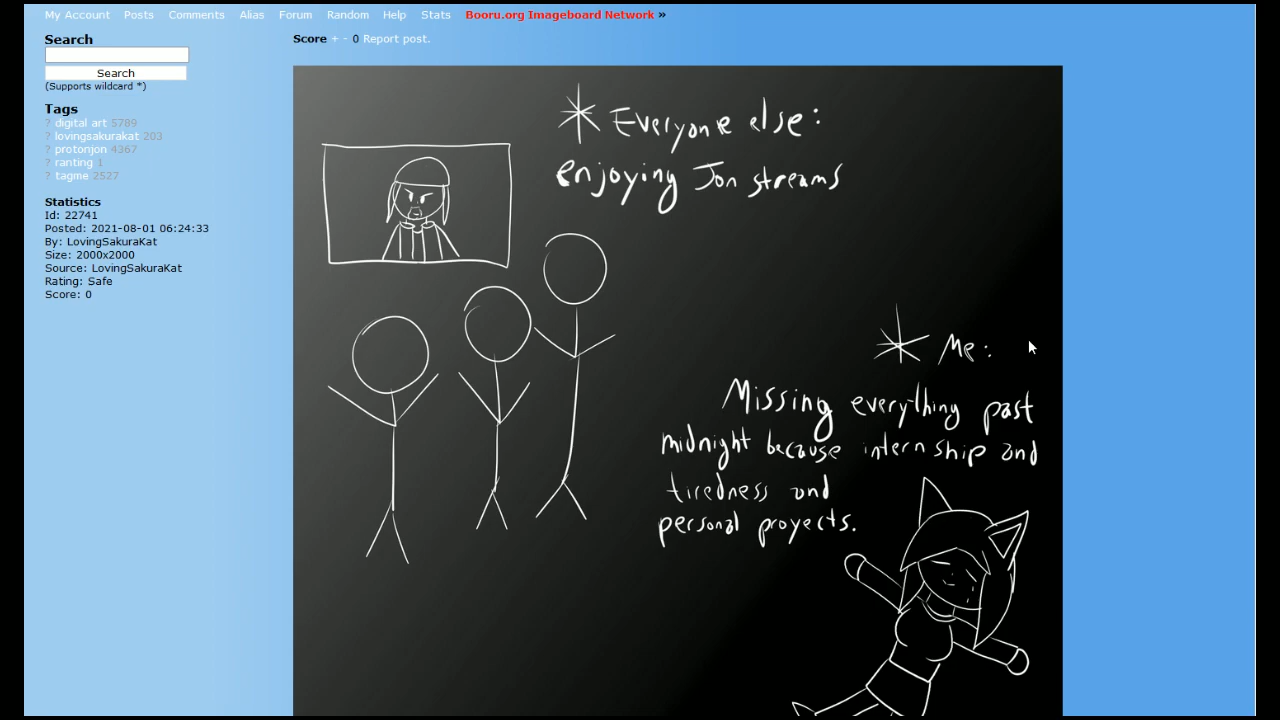 My Account Posts Comments Alias Forum Random Help Stats Booru.org Imageboard Network »
Search
Search
(Supports wildcard *)
Tags
? digital art 5789
? lovingsakurakat 203
? protonjon 4367
? ranting 1
? tagme 2527
Statistics
Id: 22741
Posted: 2021-08-01 06:24:33
By: LovingSakuraKat
Size: 2000x2000
Source: LovingSakuraKat
Rating: Safe
Score: 0
Score + - 0 Report post.
* Everyone else:
enjoying Jon streams
* Me:
Missing everything past
midnight because internship and
tiredness and
personal proyects.